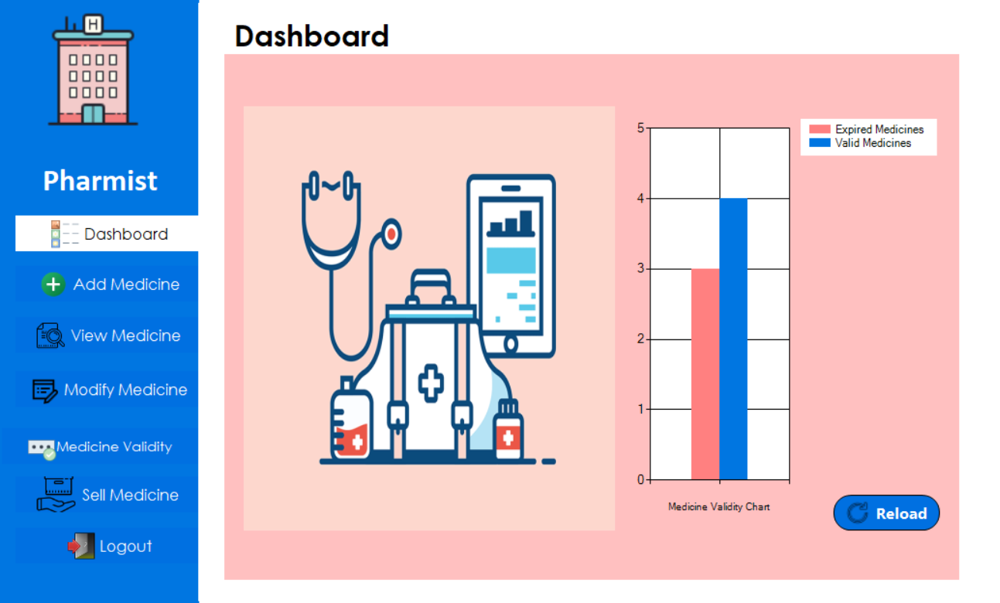 H
Pharmist
Dashboard
Add Medicine
View Medicine
Modify Medicine
Medicine Validity
Sell Medicine
Logout
Dashboard
5
4
3
2
1
0
Medicine Validity Chart
Expired Medicines
Valid Medicines
Reload